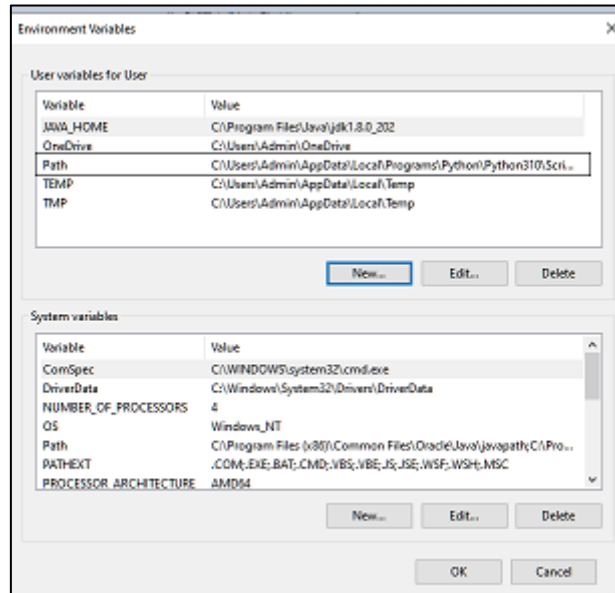 Environment Variables
User variables for User
Variable Value
JAVA_HOME C:\Program Files\Java\jdk1.8.0_202
OneDrive C:\Users\Admin\OneDrive
Path C:\Users\Admin\AppData\Local\Programs\Python\Python310\Scri...
TEMP C:\Users\Admin\AppData\Local\Temp
TMP C:\Users\Admin\AppData\Local\Temp
New... Edit... Delete
System variables
Variable Value
ComSpec C:\WINDOWS\system32\cmd.exe
DriverData C:\Windows\System32\Drivers\DriverData
NUMBER_OF_PROCESSORS 4
OS Windows_NT
Path C:\Program Files (x86)\Common Files\Oracle\Java\javapath;C:\Pro...
PATHEXT .COM;.EXE;.BAT;.CMD;.VBS;.VBE;.JS;.JSE;.WSF;.WSH;.MSC
PROCESSOR_ARCHITECTURE AMD64
New... Edit... Delete
OK Cancel